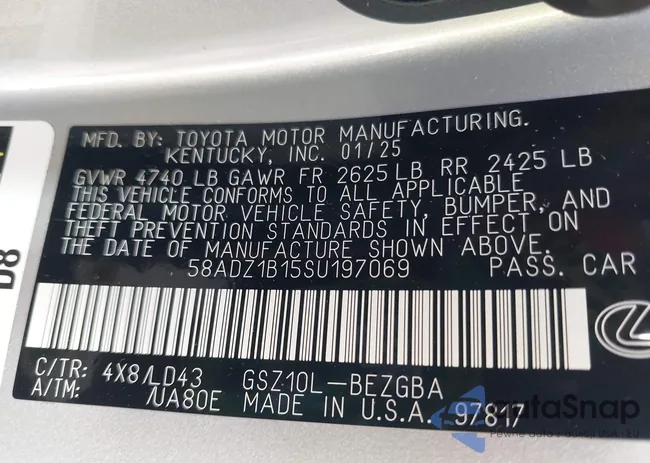 MFD. BY: TOYOTA MOTOR MANUFACTURING.
KENTUCKY, INC. 01/25
GVWR 4740 LB GAWR FR 2625 LB RR 2425 LB
THIS VEHICLE CONFORMS TO ALL APPLICABLE
FEDERAL MOTOR VEHICLE SAFETY, BUMPER, AND
THEFT PREVENTION STANDARDS IN EFFECT ON
THE DATE OF MANUFACTURE SHOWN ABOVE.
58ADZ1B15SU197069 PASS. CAR
C/TR: 4X8/LD43 GSZ10L-BEZGBA
A/TM: /UA80E MADE IN U.S.A. 97817
D8
autoSnap